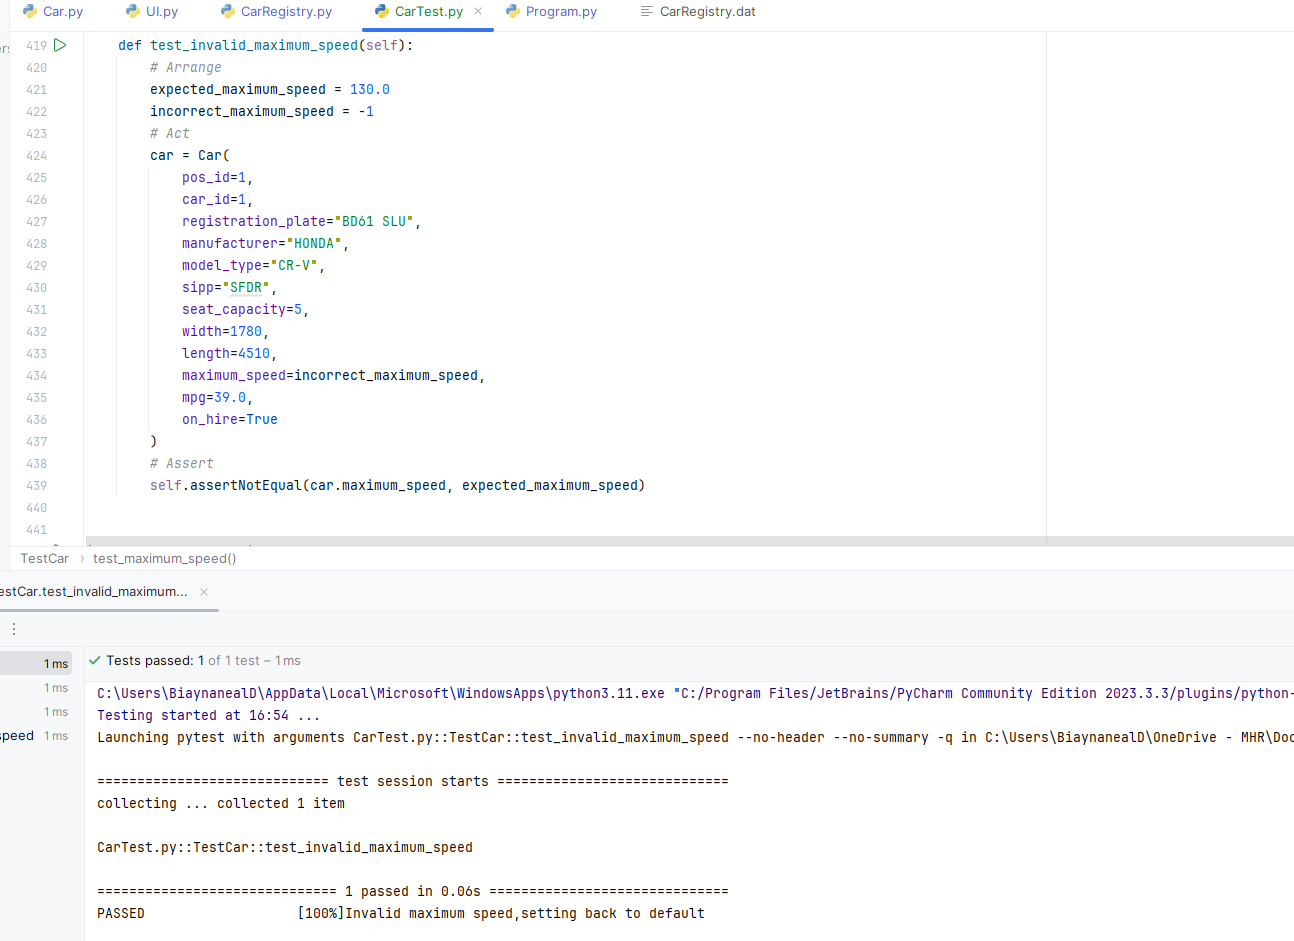 Car.py UI.py CarRegistry.py CarTest.py × Program.py CarRegistry.dat
419 def test_invalid_maximum_speed(self):
420 # Arrange
421 expected_maximum_speed = 130.0
422 incorrect_maximum_speed = -1
423 # Act
424 car = Car(
425 pos_id=1,
426 car_id=1,
427 registration_plate="BD61 SLU",
428 manufacturer="HONDA",
429 model_type="CR-V",
430 sipp="SFDR",
431 seat_capacity=5,
432 width=1780,
433 length=4510,
434 maximum_speed=incorrect_maximum_speed,
435 mpg=39.0,
436 on_hire=True
437 )
438 # Assert
439 self.assertNotEqual(car.maximum_speed, expected_maximum_speed)
440
441
TestCar › test_maximum_speed()
estCar.test_invalid_maximum... ×
1 ms Tests passed: 1 of 1 test – 1 ms
1 ms
1 ms
speed 1 ms
C:\Users\BiaynanealD\AppData\Local\Microsoft\WindowsApps\python3.11.exe "C:/Program Files/JetBrains/PyCharm Community Edition 2023.3.3/plugins/python-
Testing started at 16:54 ...
Launching pytest with arguments CarTest.py::TestCar::test_invalid_maximum_speed --no-header --no-summary -q in C:\Users\BiaynanealD\OneDrive - MHR\Doc
============================= test session starts =============================
collecting ... collected 1 item
CarTest.py::TestCar::test_invalid_maximum_speed
============================== 1 passed in 0.06s ==============================
PASSED [100%]Invalid maximum speed,setting back to default